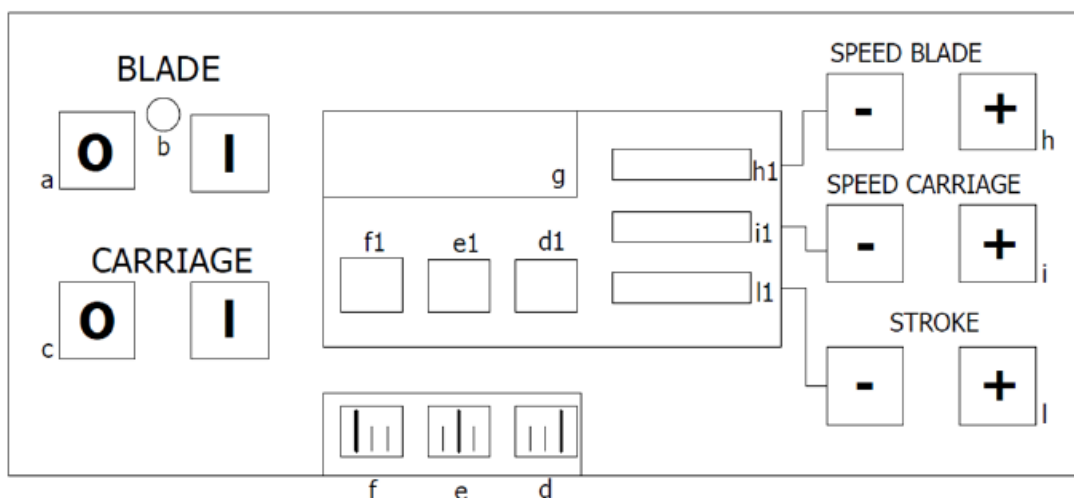 BLADE
O I
a b
CARRIAGE
O I
c
g
f1 e1 d1
h1
i1
l1
SPEED BLADE
- +
h
SPEED CARRIAGE
- +
i
STROKE
- +
l
f e d